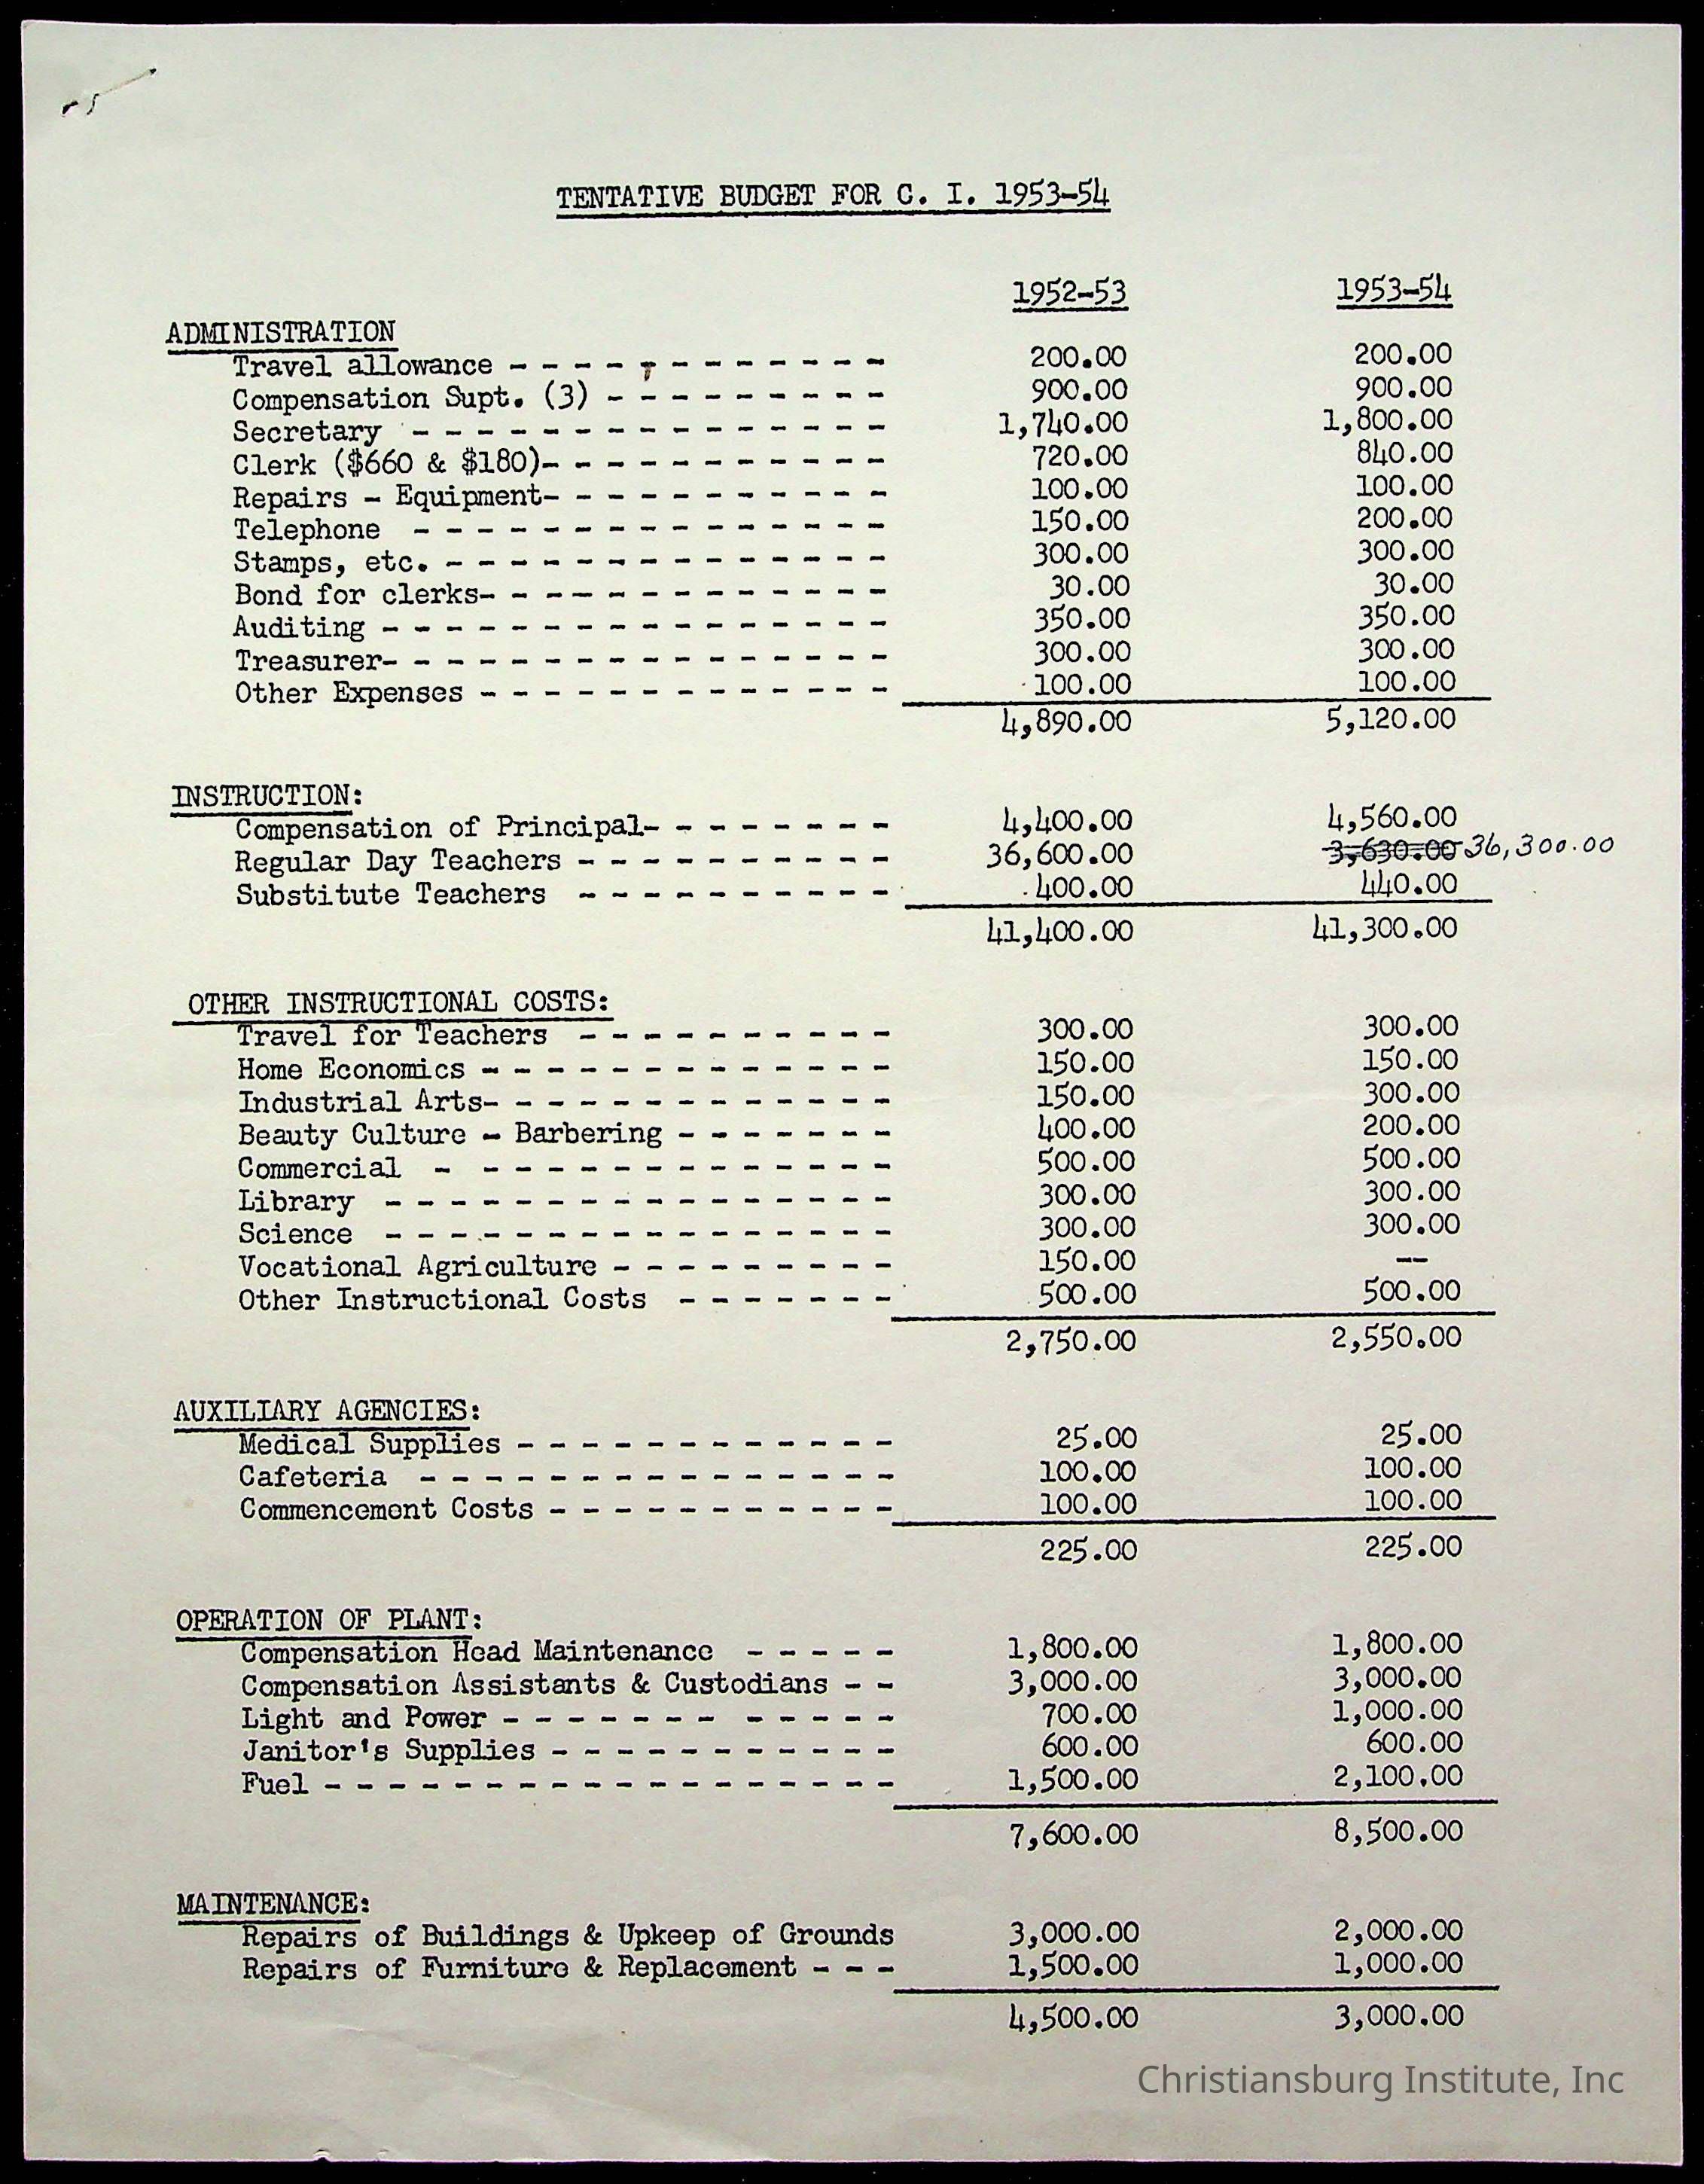 TENTATIVE BUDGET FOR C. I. 1953-54
1952-53 1953-54
ADMINISTRATION
Travel allowance - - - - - - - - - - - - 200.00 200.00
Compensation Supt. (3) - - - - - - - - - 900.00 900.00
Secretary - - - - - - - - - - - - - - - 1,740.00 1,800.00
Clerk ($660 & $180)- - - - - - - - - - - 720.00 840.00
Repairs - Equipment- - - - - - - - - - - 100.00 100.00
Telephone - - - - - - - - - - - - - - - 150.00 200.00
Stamps, etc. - - - - - - - - - - - - - - 300.00 300.00
Bond for clerks- - - - - - - - - - - - - 30.00 30.00
Auditing - - - - - - - - - - - - - - - - 350.00 350.00
Treasurer- - - - - - - - - - - - - - - - 300.00 300.00
Other Expenses - - - - - - - - - - - - - 100.00 100.00
4,890.00 5,120.00
INSTRUCTION:
Compensation of Principal- - - - - - - - 4,400.00 4,560.00
Regular Day Teachers - - - - - - - - - - 36,600.00 3,630.00 36,300.00
Substitute Teachers - - - - - - - - - - 400.00 440.00
41,400.00 41,300.00
OTHER INSTRUCTIONAL COSTS:
Travel for Teachers - - - - - - - - - - 300.00 300.00
Home Economics - - - - - - - - - - - - - 150.00 150.00
Industrial Arts- - - - - - - - - - - - - 150.00 300.00
Beauty Culture - Barbering - - - - - - - 400.00 200.00
Commercial - - - - - - - - - - - - - - 500.00 500.00
Library - - - - - - - - - - - - - - - - 300.00 300.00
Science - - - - - - - - - - - - - - - - 300.00 300.00
Vocational Agriculture - - - - - - - - - 150.00 --
Other Instructional Costs - - - - - - - 500.00 500.00
2,750.00 2,550.00
AUXILIARY AGENCIES:
Medical Supplies - - - - - - - - - - - - 25.00 25.00
Cafeteria - - - - - - - - - - - - - - - 100.00 100.00
Commencement Costs - - - - - - - - - - - 100.00 100.00
225.00 225.00
OPERATION OF PLANT:
Compensation Head Maintenance - - - - - 1,800.00 1,800.00
Compensation Assistants & Custodians - - 3,000.00 3,000.00
Light and Power - - - - - - - - - - - - 700.00 1,000.00
Janitor's Supplies - - - - - - - - - - - 600.00 600.00
Fuel - - - - - - - - - - - - - - - - - - 1,500.00 2,100.00
7,600.00 8,500.00
MAINTENANCE:
Repairs of Buildings & Upkeep of Grounds 3,000.00 2,000.00
Repairs of Furniture & Replacement - - - 1,500.00 1,000.00
4,500.00 3,000.00
Christiansburg Institute, Inc